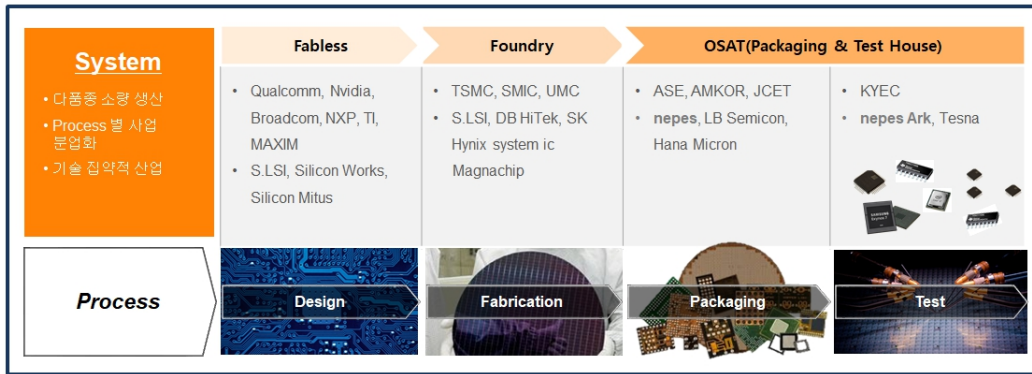 System
• 다품종 소량 생산
• Process 별 사업
분업화
• 기술 집약적 산업
Fabless
Foundry
OSAT(Packaging & Test House)
• Qualcomm, Nvidia,
Broadcom, NXP, TI,
MAXIM
• S.LSI, Silicon Works,
Silicon Mitus
• TSMC, SMIC, UMC
• S.LSI, DB HiTek, SK
Hynix system ic
Magnachip
• ASE, AMKOR, JCET
• nepes, LB Semicon,
Hana Micron
• KYEC
• nepes Ark, Tesna
SAMSUNG
Process
Design
Fabrication
Packaging
Test